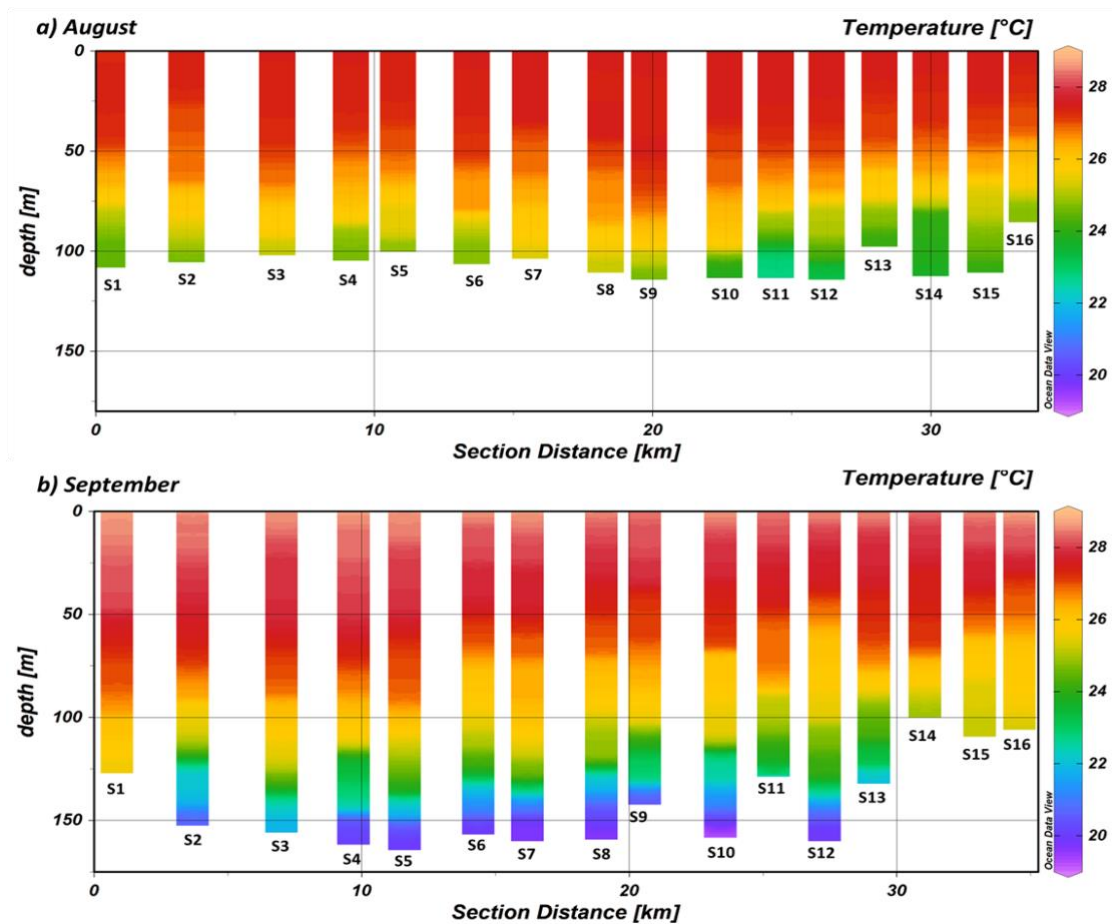 a) August
Temperature [°C]
0
50
100
150
depth [m]
S1
S2
S3
S4
S5
S6
S7
S8
S9
S10
S11
S12
S13
S14
S15
S16
0
10
20
30
Section Distance [km]
28
26
24
22
20
Ocean Data View
b) September
Temperature [°C]
0
50
100
150
depth [m]
S1
S2
S3
S4
S5
S6
S7
S8
S9
S10
S11
S12
S13
S14
S15
S16
0
10
20
30
Section Distance [km]
28
26
24
22
20
Ocean Data View